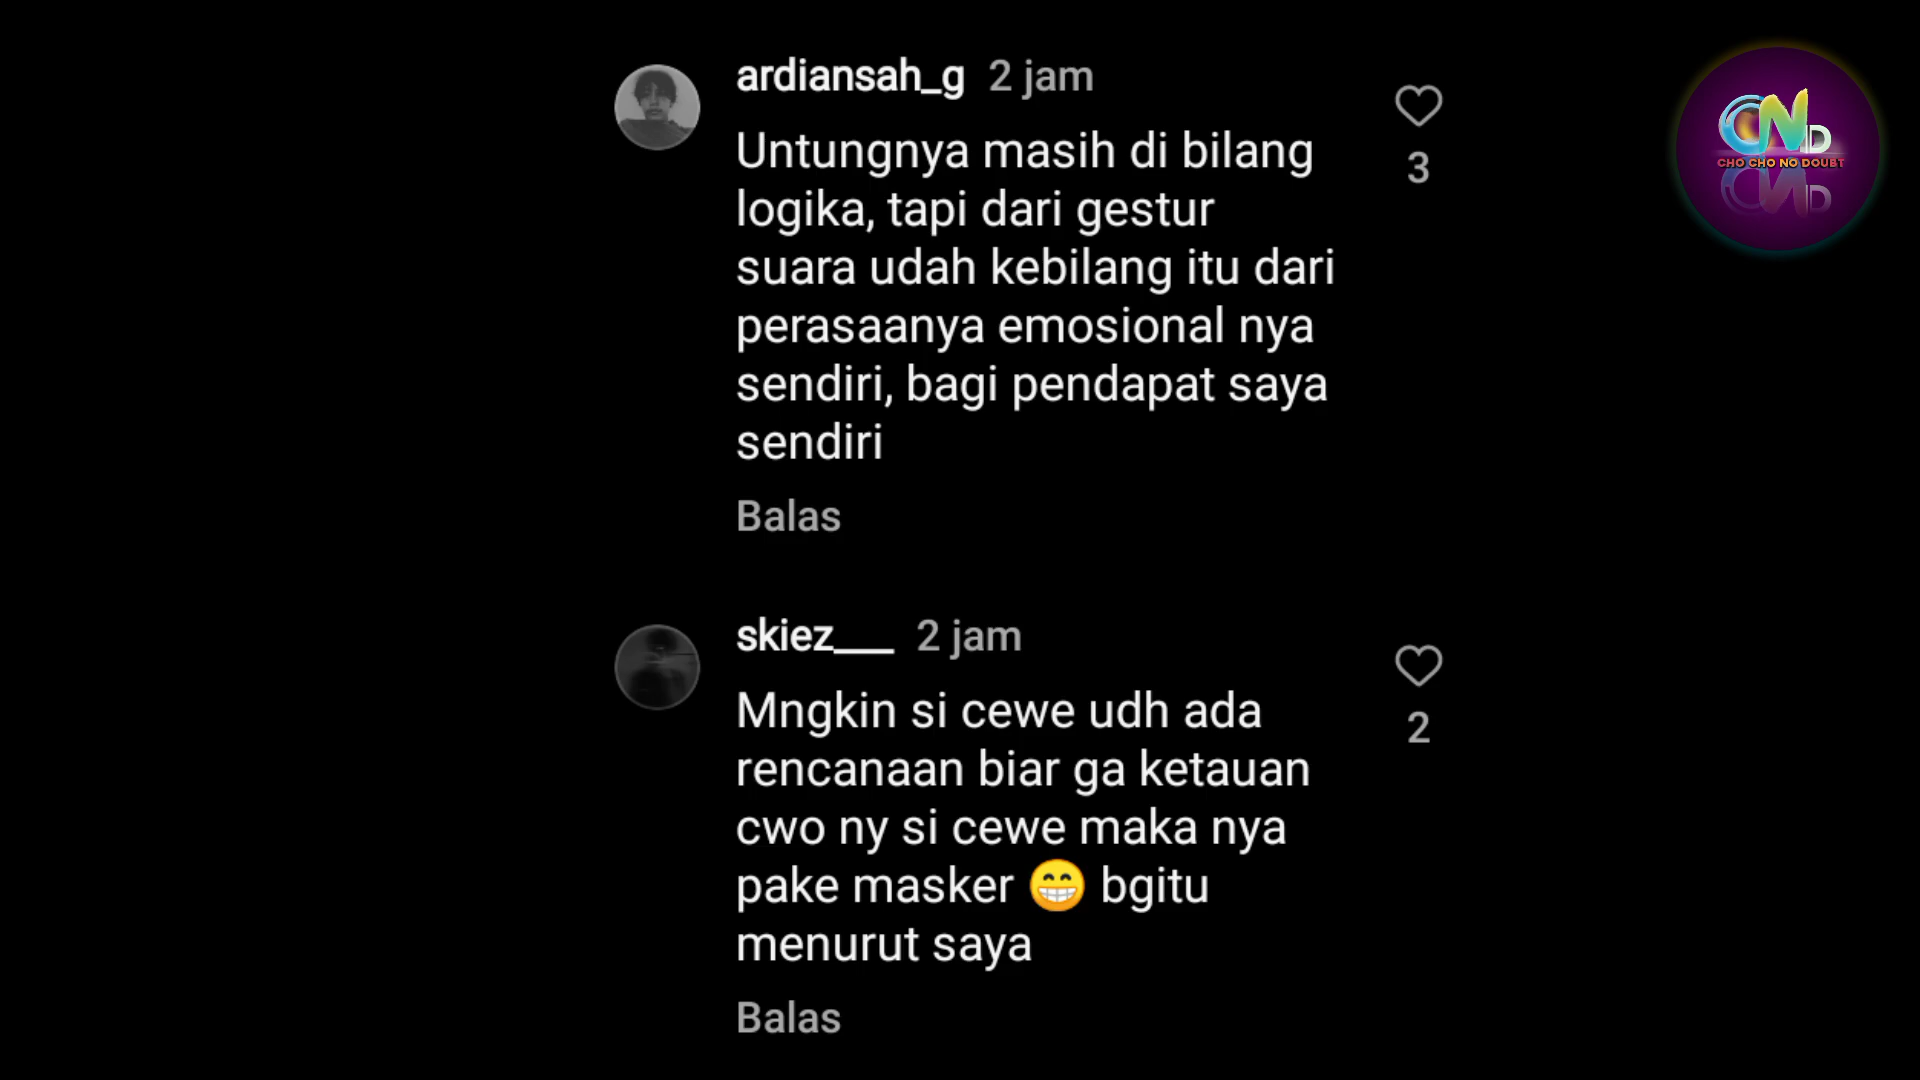 ardiansah_g 2 jam
Untungnya masih di bilang
logika, tapi dari gestur
suara udah kebilang itu dari
perasaanya emosional nya
sendiri, bagi pendapat saya
sendiri
3
Balas
skiez___ 2 jam
Mngkin si cewe udh ada
rencanaan biar ga ketauan
cwo ny si cewe maka nya
pake masker 😁 bgitu
menurut saya
2
Balas
CND
CHO CHO NO DOUBT